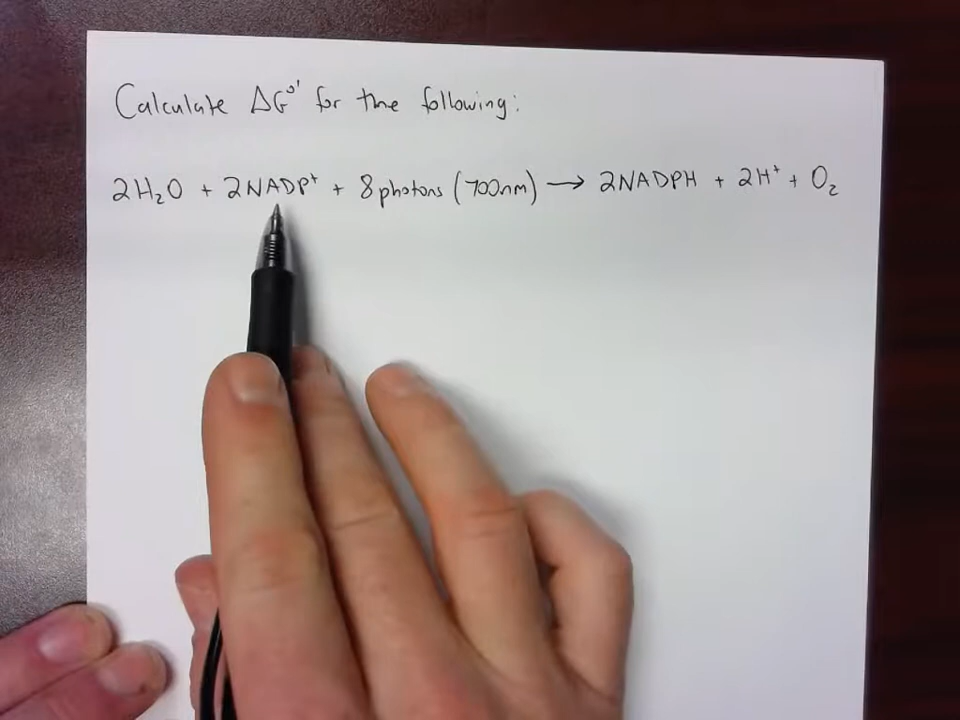 Calculate ΔG°' for the following:
2H₂O + 2NADP⁺ + 8 photons (700nm) → 2NADPH + 2H⁺ + O₂